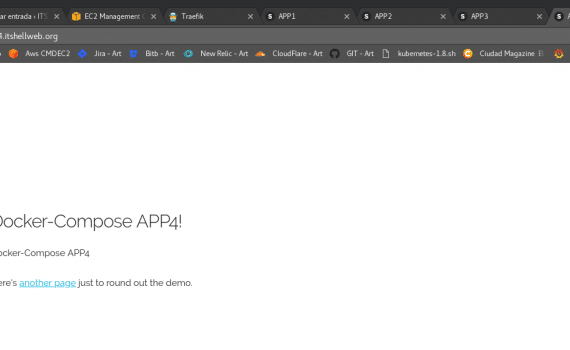 ar entrada ‹ ITS
EC2 Management C
Traefik
APP1
APP2
APP3
4.itshellweb.org
Aws CMDEC2
Jira - Art
Bitb - Art
New Relic - Art
CloudFlare - Art
GIT - Art
kubernetes-1.8.sh
Ciudad Magazine
Docker-Compose APP4!
ocker-Compose APP4
ere's another page just to round out the demo.